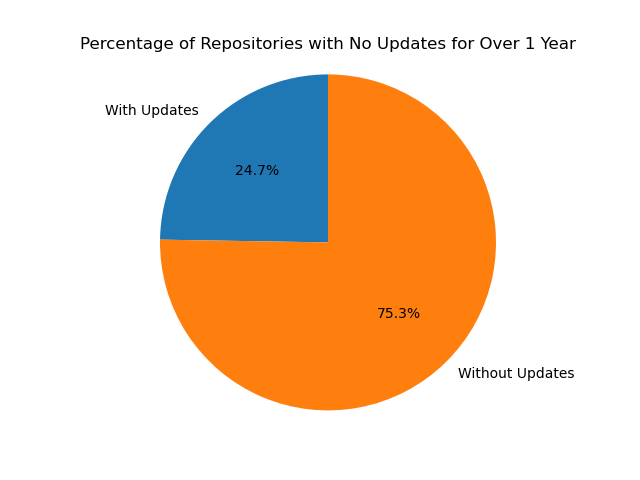 Percentage of Repositories with No Updates for Over 1 Year
With Updates
24.7%
75.3%
Without Updates